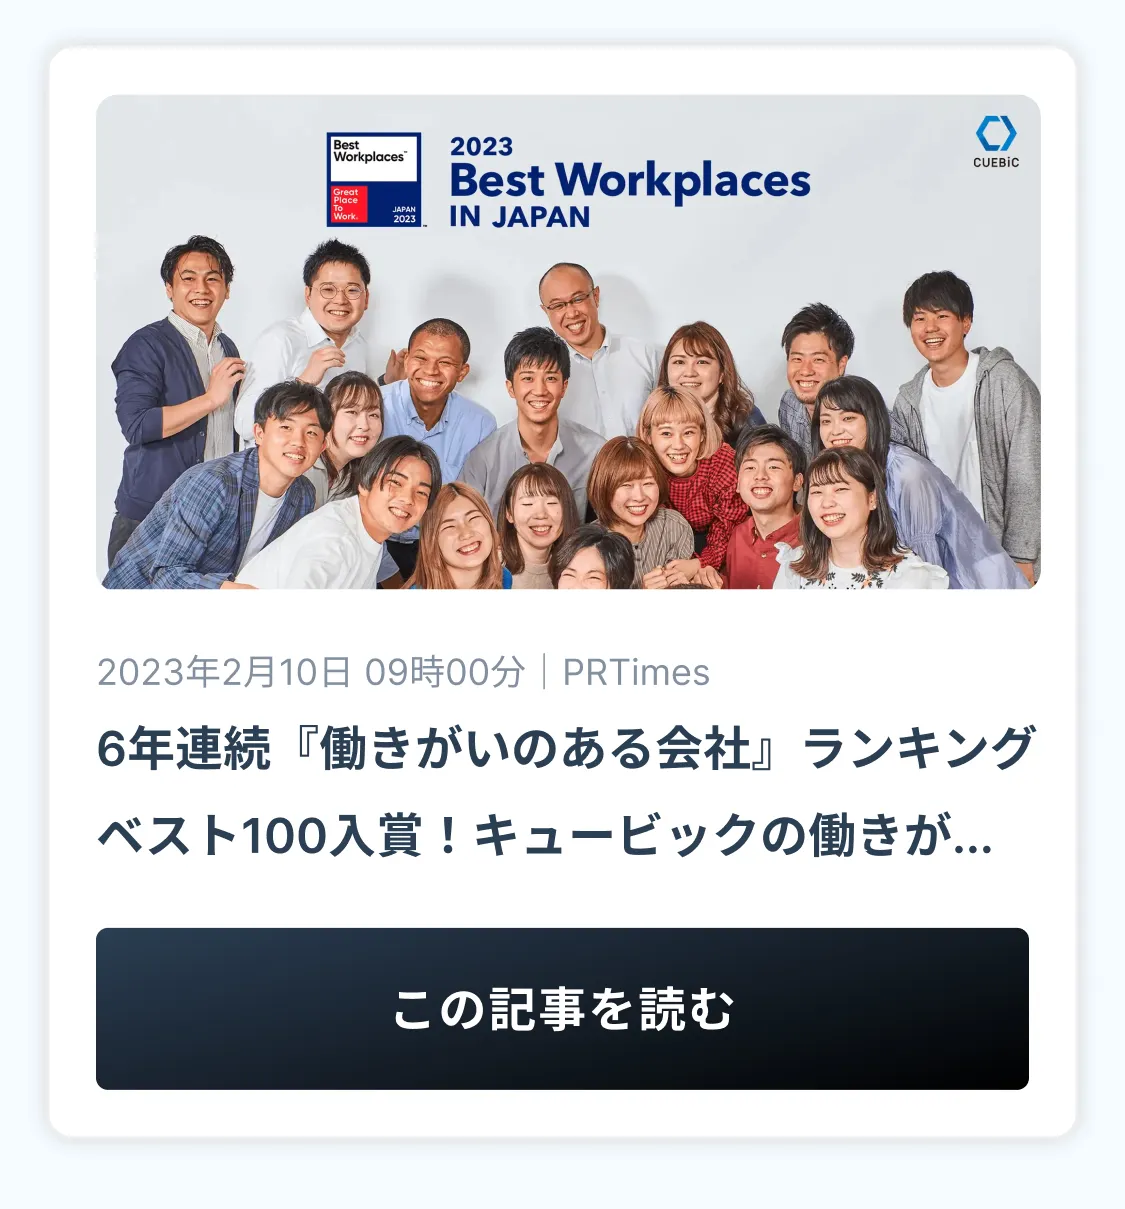 Best
Workplaces™
Great
Place
To
Work.
JAPAN
2023
2023
Best Workplaces
IN JAPAN
CUEBiC
2023年2月10日 09時00分｜PRTimes
6年連続『働きがいのある会社』ランキング
ベスト100入賞！キュービックの働きが...
この記事を読む